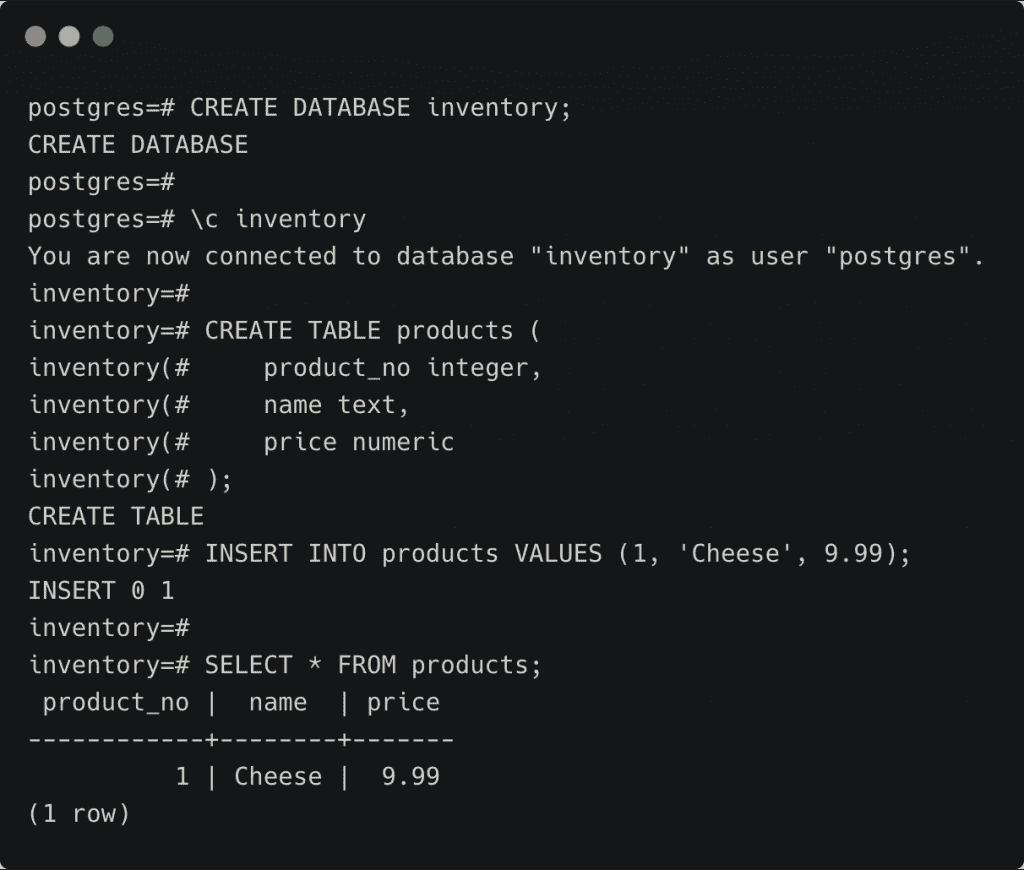 postgres=# CREATE DATABASE inventory;
CREATE DATABASE
postgres=#
postgres=# \c inventory
You are now connected to database "inventory" as user "postgres".
inventory=#
inventory=# CREATE TABLE products (
inventory(#     product_no integer,
inventory(#     name text,
inventory(#     price numeric
inventory(# );
CREATE TABLE
inventory=# INSERT INTO products VALUES (1, 'Cheese', 9.99);
INSERT 0 1
inventory=#
inventory=# SELECT * FROM products;
 product_no |  name  | price
------------+--------+-------
          1 | Cheese |  9.99
(1 row)